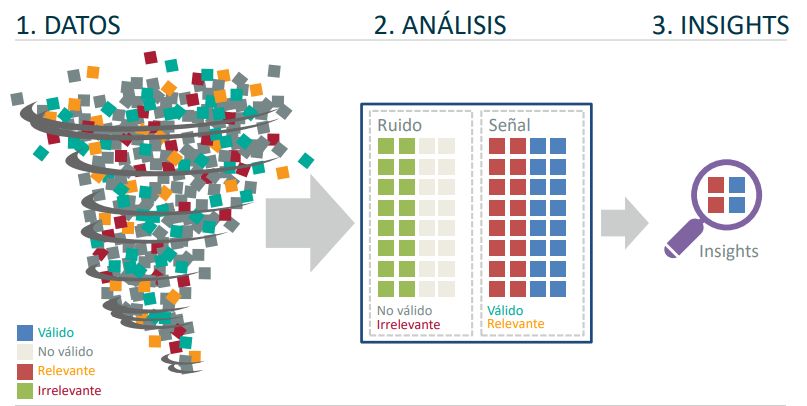 1. DATOS
2. ANÁLISIS
3. INSIGHTS
Ruido
Señal
No válido
Irrelevante
Válido
Relevante
Insights
Válido
No válido
Relevante
Irrelevante